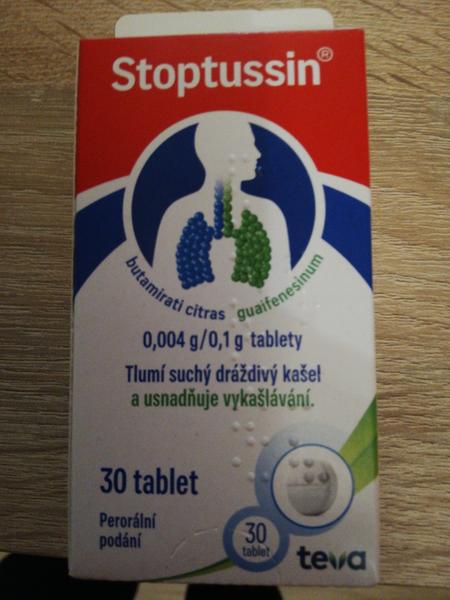 Stoptussin®
butamirati citras guaifenesinum
0,004 g/0,1 g tablety
Tlumí suchý dráždivý kašel
a usnadňuje vykašlávání.
30 tablet
Perorální
podání
30
tablet
teva